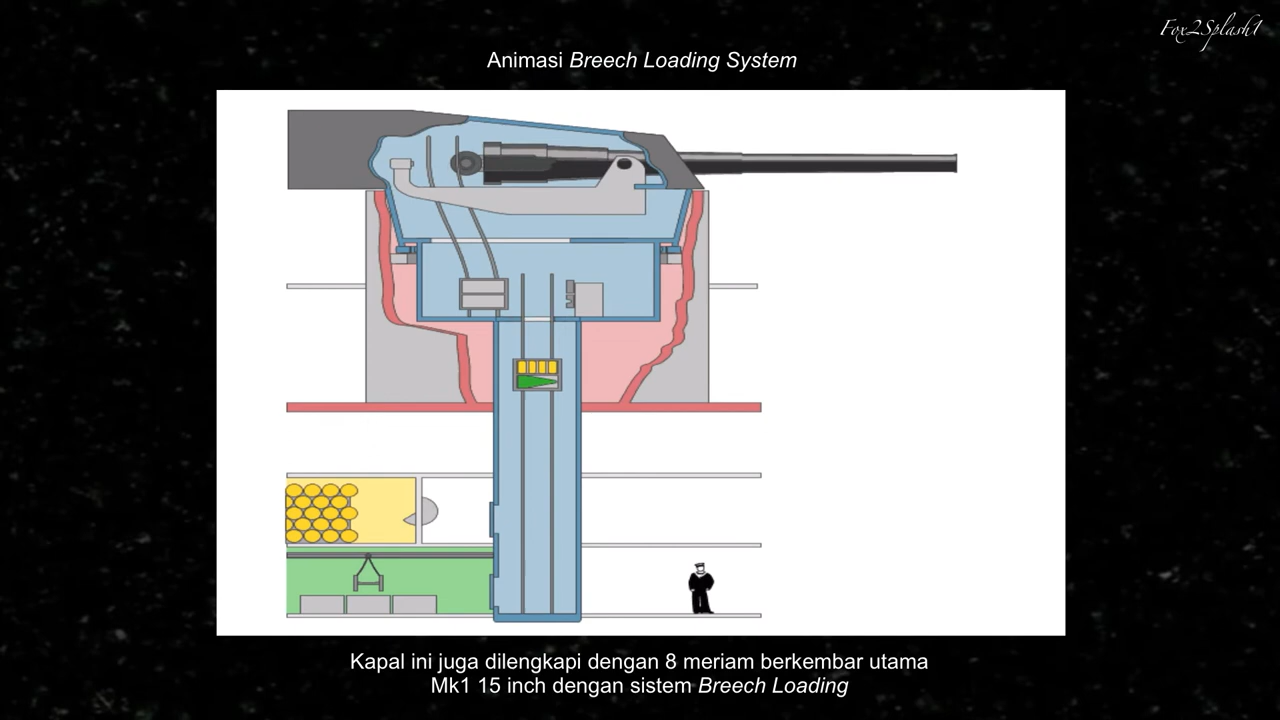 Fox2Splash1
Animasi Breech Loading System
Kapal ini juga dilengkapi dengan 8 meriam berkembar utama
Mk1 15 inch dengan sistem Breech Loading